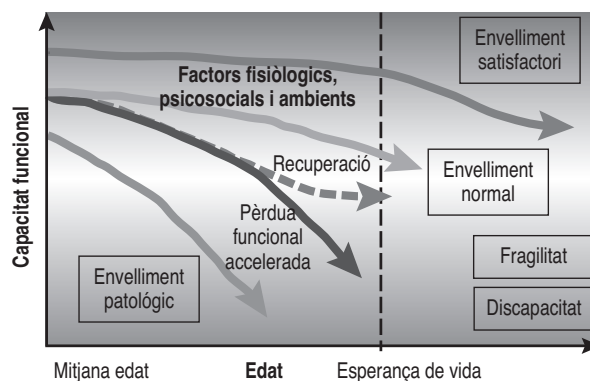 Envelliment
satisfactori
Factors fisiològics,
psicosocials i ambients
Capacitat funcional
Recuperació
Envelliment
normal
Pèrdua
funcional
accelerada
Envelliment
patológic
Fragilitat
Discapacitat
Mitjana edat
Edat
Esperança de vida